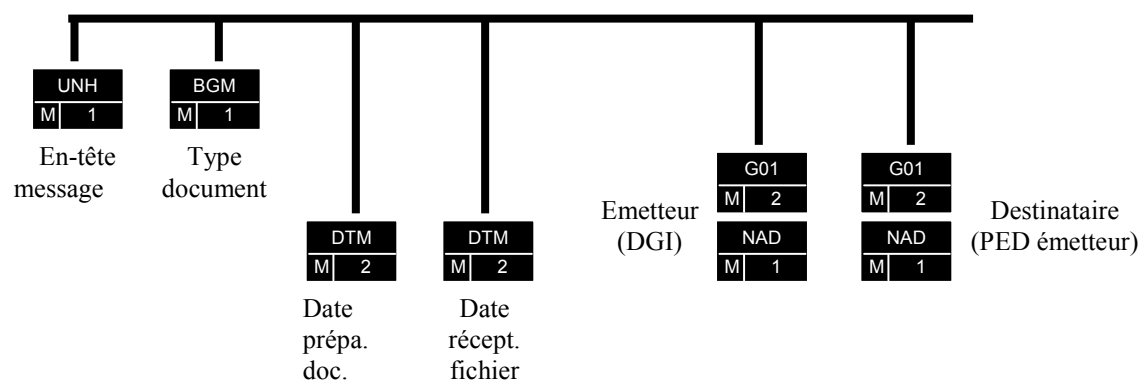 UNH
M 1
En-tête
message
BGM
M 1
Type
document
DTM
M 2
Date
prépa.
doc.
DTM
M 2
Date
récept.
fichier
Emetteur
(DGI)
G01
M 2
NAD
M 1
G01
M 2
NAD
M 1
Destinataire
(PED émetteur)